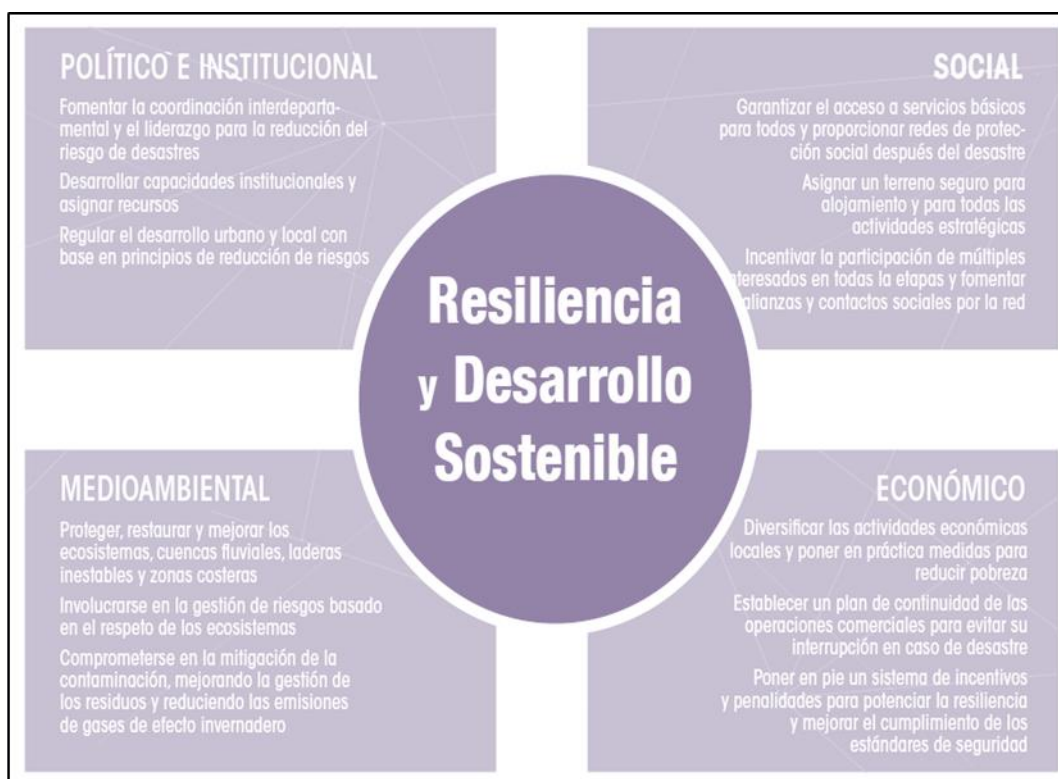 POLÍTICO E INSTITUCIONAL
Fomentar la coordinación interdeparta-
mental y el liderazgo para la reducción del
riesgo de desastres
Desarrollar capacidades institucionales y
asignar recursos
Regular el desarrollo urbano y local con
base en principios de reducción de riesgos
SOCIAL
Garantizar el acceso a servicios básicos
para todos y proporcionar redes de protec-
ción social después del desastre
Asignar un terreno seguro para
alojamiento y para todas las
actividades estratégicas
Incentivar la participación de múltiples
nteresados en todas la etapas y fomentar
alianzas y contactos sociales por la red
Resiliencia
y Desarrollo
Sostenible
MEDIOAMBIENTAL
Proteger, restaurar y mejorar los
ecosistemas, cuencas fluviales, laderas
inestables y zonas costeras
Involucrarse en la gestión de riesgos basado
en el respeto de los ecosistemas
Comprometerse en la mitigación de la
contaminación, mejorando la gestión de
los residuos y reduciendo las emisiones
de gases de efecto invernadero
ECONÓMICO
Diversificar las actividades económicas
locales y poner en práctica medidas para
reducir pobreza
Establecer un plan de continuidad de las
operaciones comerciales para evitar su
interrupción en caso de desastre
Poner en pie un sistema de incentivos
y penalidades para potenciar la resiliencia
y mejorar el cumplimiento de los
estándares de seguridad